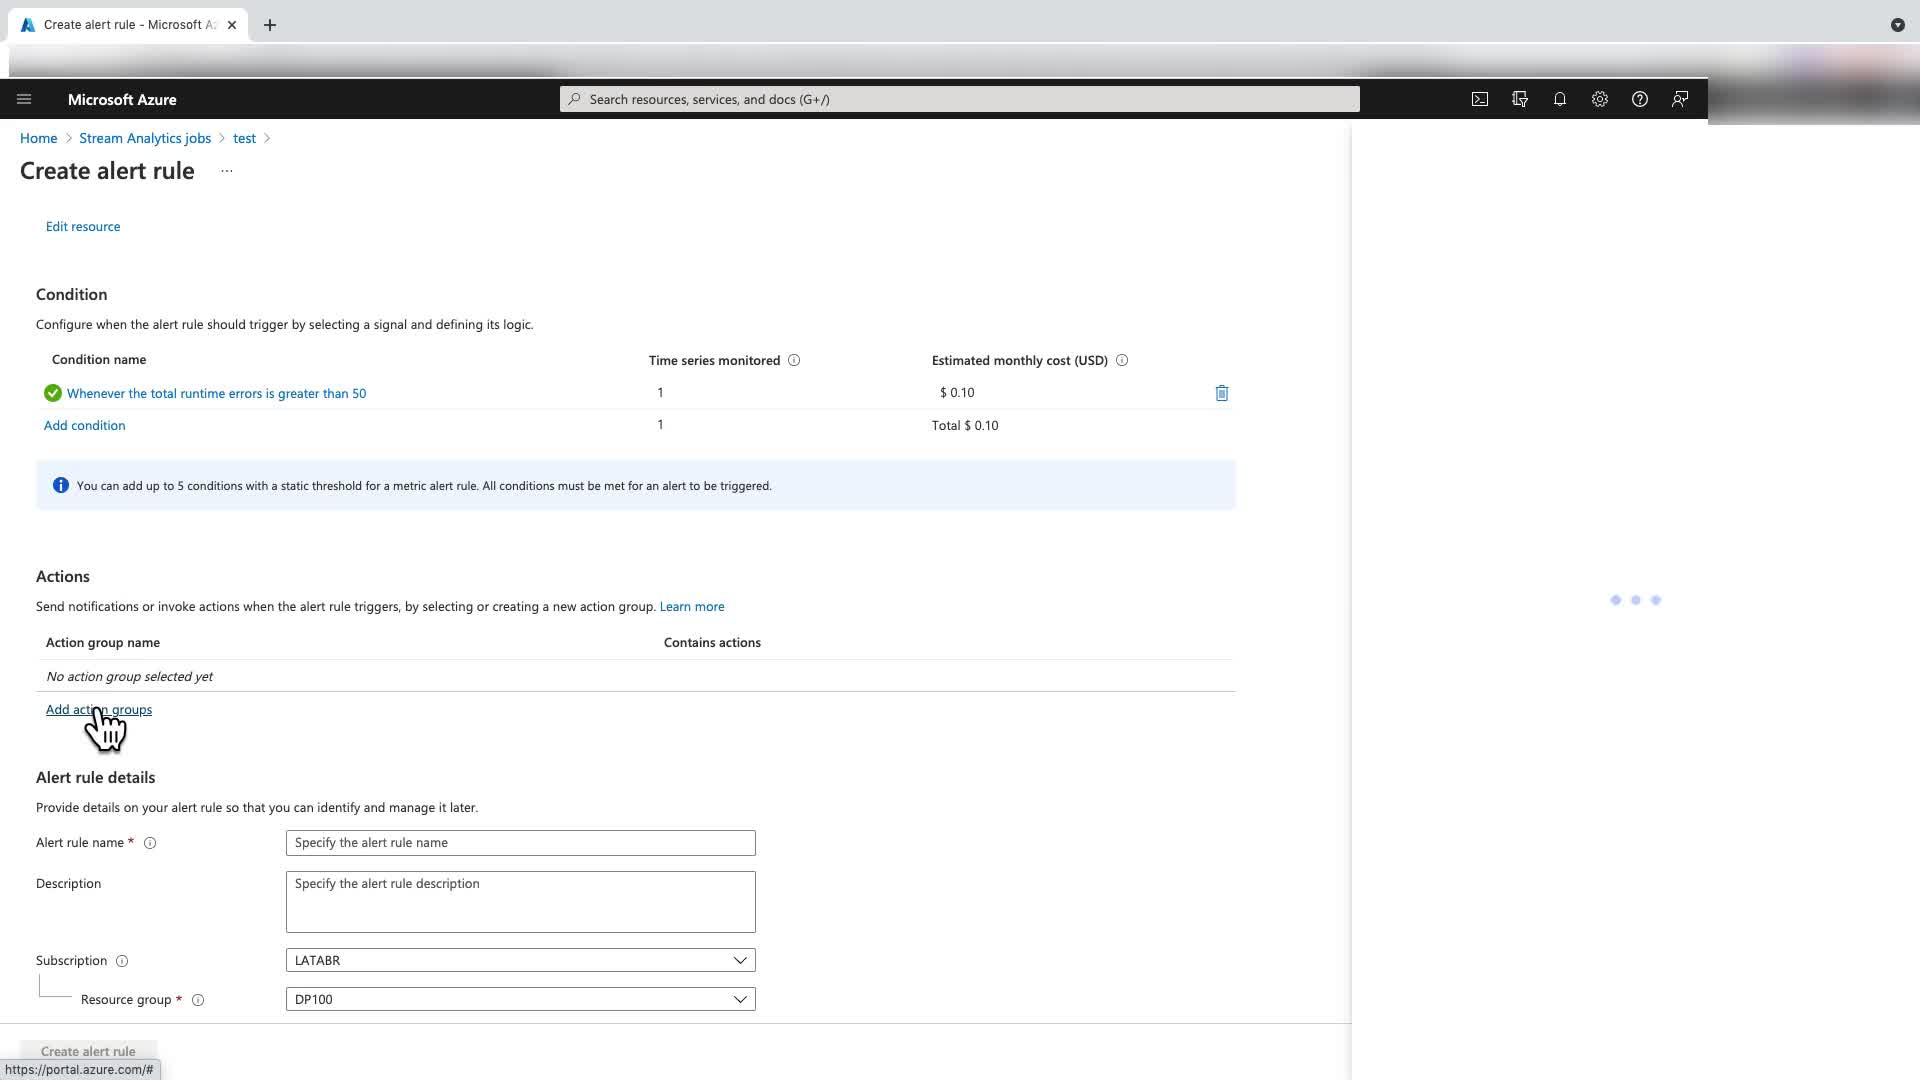 Create alert rule - Microsoft Az
Microsoft Azure
Search resources, services, and docs (G+/)
Home > Stream Analytics jobs > test >
Create alert rule ...
Edit resource
Condition
Configure when the alert rule should trigger by selecting a signal and defining its logic.
Condition name Time series monitored Estimated monthly cost (USD)
Whenever the total runtime errors is greater than 50 1 $ 0.10
Add condition 1 Total $ 0.10
You can add up to 5 conditions with a static threshold for a metric alert rule. All conditions must be met for an alert to be triggered.
Actions
Send notifications or invoke actions when the alert rule triggers, by selecting or creating a new action group. Learn more
Action group name Contains actions
No action group selected yet
Add action groups
Alert rule details
Provide details on your alert rule so that you can identify and manage it later.
Alert rule name * Specify the alert rule name
Description Specify the alert rule description
Subscription LATABR
Resource group * DP100
Create alert rule
https://portal.azure.com/#